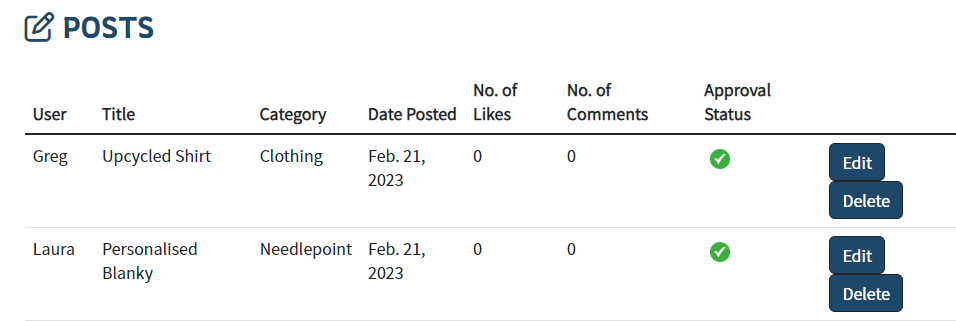 POSTS
No. of No. of Approval
User Title Category Date Posted Likes Comments Status
Greg Upcycled Shirt Clothing Feb. 21, 0 0 Edit
2023
Delete
Laura Personalised Needlepoint Feb. 21, 0 0 Edit
Blanky 2023
Delete